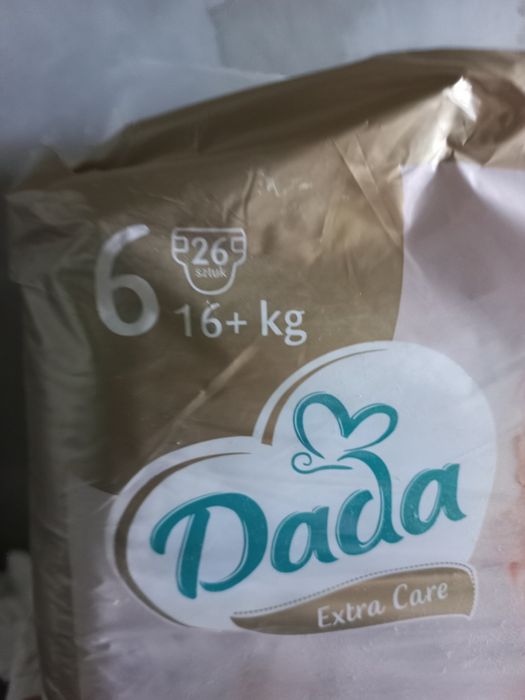 6
26
sztuk
16+ kg
Dada
Extra Care